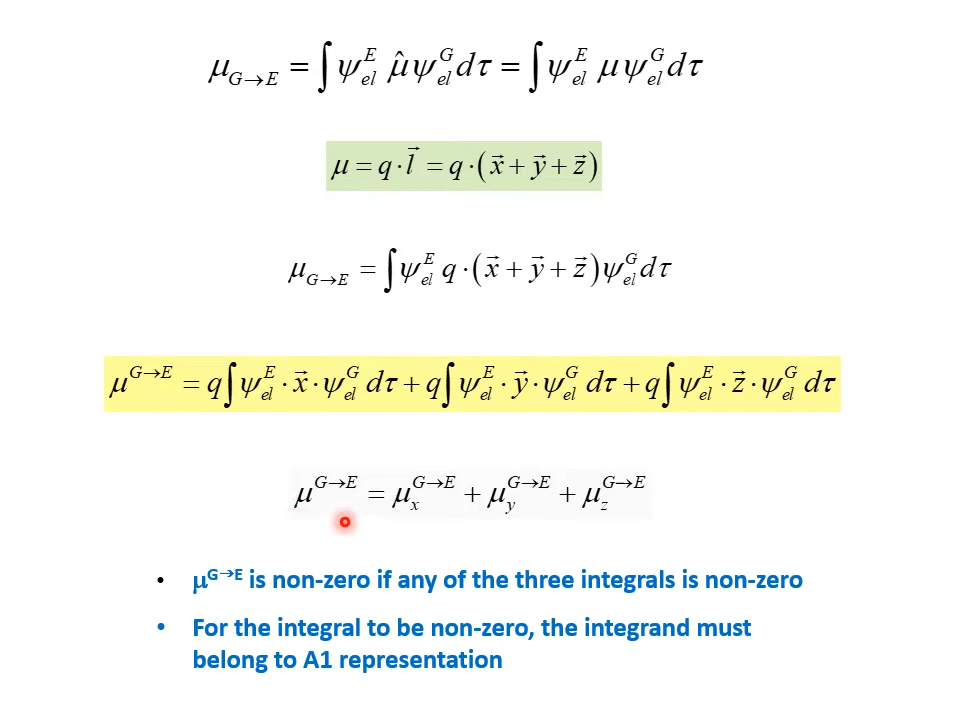 μ_{G→E} = ∫ψ_{el}^{E} μ̂ψ_{el}^{G}dτ = ∫ψ_{el}^{E} μψ_{el}^{G}dτ
μ = q·l⃗ = q·(x⃗ + y⃗ + z⃗)
μ_{G→E} = ∫ψ_{el}^{E} q·(x⃗ + y⃗ + z⃗)ψ_{el}^{G}dτ
μ^{G→E} = q∫ψ_{el}^{E}·x⃗·ψ_{el}^{G} dτ + q∫ψ_{el}^{E}·y⃗·ψ_{el}^{G} dτ + q∫ψ_{el}^{E}·z⃗·ψ_{el}^{G} dτ
μ^{G→E} = μ_{x}^{G→E} + μ_{y}^{G→E} + μ_{z}^{G→E}
• μ^{G→E} is non-zero if any of the three integrals is non-zero
• For the integral to be non-zero, the integrand must
belong to A1 representation